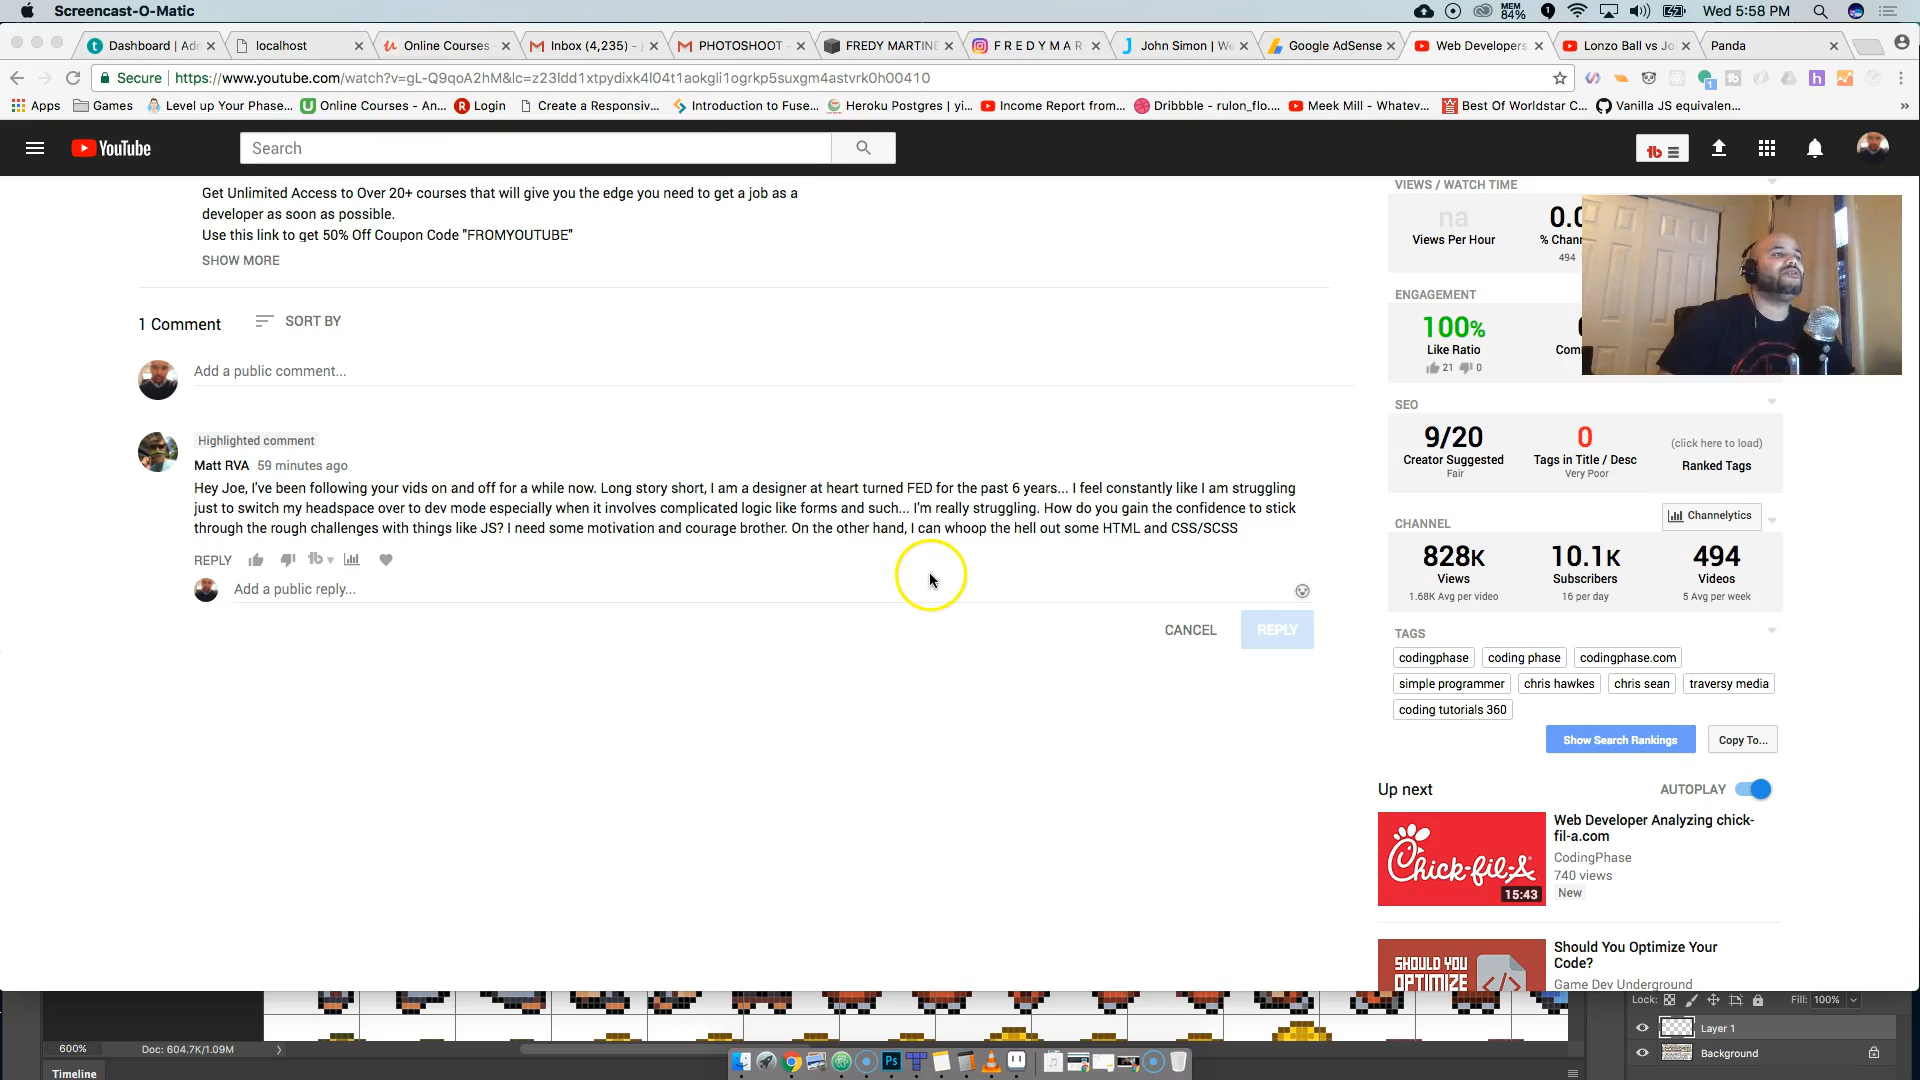 Screencast-O-Matic
MEM 84%
1
Wed 5:58 PM
Dashboard | Adr
localhost
Online Courses
Inbox (4,235) - j
PHOTOSHOOT -
FREDY MARTINE
F R E D Y M A R
John Simon | We
Google AdSense
Web Developers
Lonzo Ball vs Jo
Panda
Secure
https://www.youtube.com/watch?v=gL-Q9qoA2hM&lc=z23ldd1xtpydixk4l04t1aokgli1ogrkp5suxgm4astvrk0h00410
Apps
Games
Level up Your Phase...
Online Courses - An...
Login
Create a Responsiv...
Introduction to Fuse...
Heroku Postgres | yi...
Income Report from...
Dribbble - rulon_flo....
Meek Mill - Whatev...
Best Of Worldstar C...
Vanilla JS equivalen...
YouTube
Search
Get Unlimited Access to Over 20+ courses that will give you the edge you need to get a job as a
developer as soon as possible.
Use this link to get 50% Off Coupon Code "FROMYOUTUBE"
SHOW MORE
1 Comment
SORT BY
Add a public comment...
Highlighted comment
Matt RVA 59 minutes ago
Hey Joe, I've been following your vids on and off for a while now. Long story short, I am a designer at heart turned FED for the past 6 years... I feel constantly like I am struggling
just to switch my headspace over to dev mode especially when it involves complicated logic like forms and such... I'm really struggling. How do you gain the confidence to stick
through the rough challenges with things like JS? I need some motivation and courage brother. On the other hand, I can whoop the hell out some HTML and CSS/SCSS
REPLY
Add a public reply...
CANCEL
REPLY
VIEWS / WATCH TIME
na
Views Per Hour
0.0
% Chann
494
ENGAGEMENT
100%
Like Ratio
21
0
Com
SEO
9/20
Creator Suggested
Fair
0
Tags in Title / Desc
Very Poor
(click here to load)
Ranked Tags
CHANNEL
Channelytics
828K
Views
1.68K Avg per video
10.1K
Subscribers
16 per day
494
Videos
5 Avg per week
TAGS
codingphase
coding phase
codingphase.com
simple programmer
chris hawkes
chris sean
traversy media
coding tutorials 360
Show Search Rankings
Copy To...
Up next
AUTOPLAY
Chick-fil-A
15:43
Web Developer Analyzing chick-
fil-a.com
CodingPhase
740 views
New
SHOULD YOU
OPTIMIZE
Should You Optimize Your
Code?
Game Dev Underground
Lock:
Fill: 100%
Layer 1
Background
600%
Doc: 604.7K/1.09M
Timeline
Ps